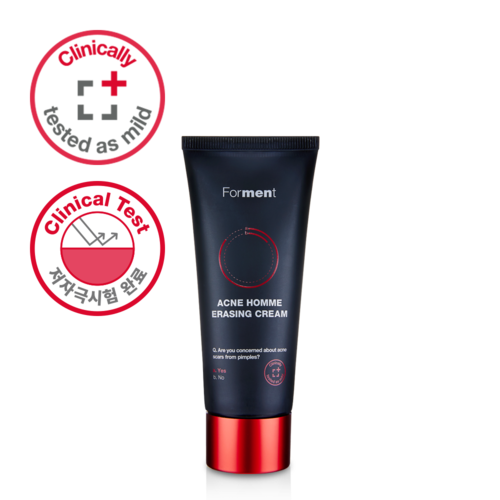 Clinically
tested as mild
Clinical Test
저자극시험 완료
Forment
ACNE HOMME
ERASING CREAM
Q. Are you concerned about acne
scars from pimples?
Yes
b. No